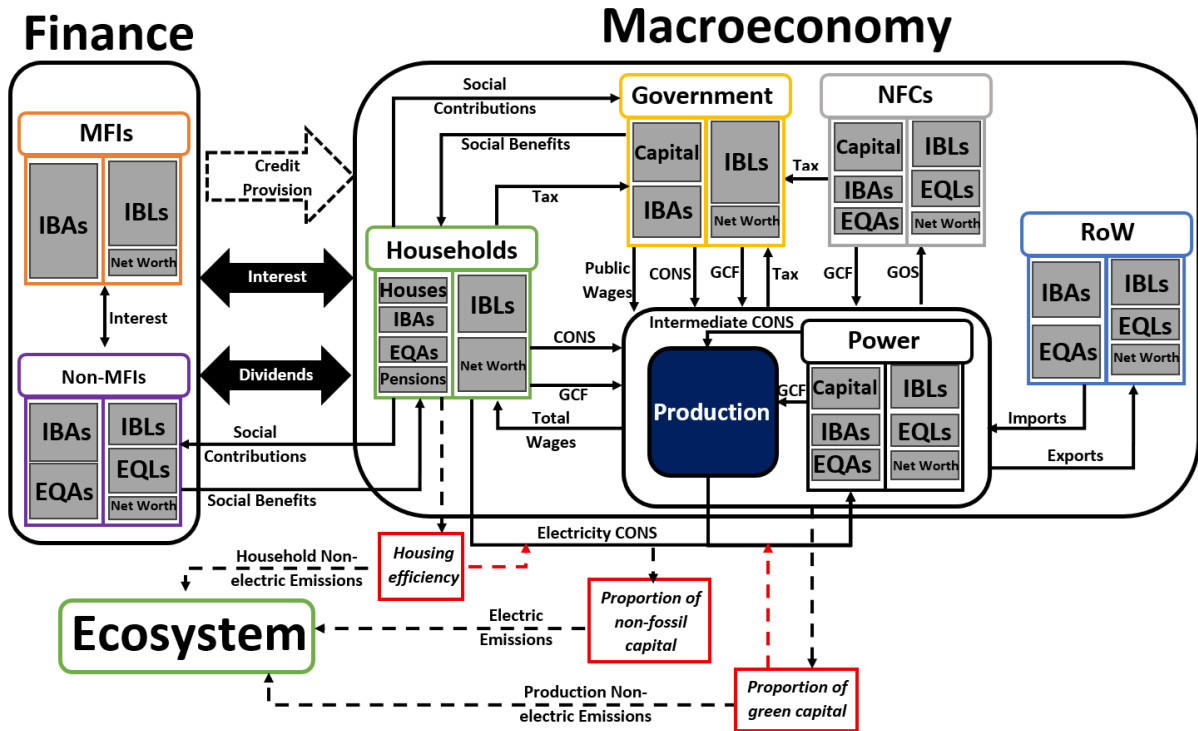 Finance
Macroeconomy
MFIs
IBAs
IBLs
Net Worth
Interest
Non-MFIs
IBAs
EQAs
IBLs
EQLs
Net Worth
Credit
Provision
Interest
Dividends
Social
Contributions
Social Benefits
Social
Contributions
Social Benefits
Tax
Households
Houses
IBAs
EQAs
Pensions
IBLs
Net Worth
Government
Capital
IBAs
IBLs
Net Worth
Tax
NFCs
Capital
IBAs
EQAs
IBLs
EQLs
Net Worth
RoW
IBAs
EQAs
IBLs
EQLs
Net Worth
Public
Wages
CONS
GCF
Tax
GCF
GOS
CONS
GCF
Total
Wages
Intermediate CONS
Production
GCF
Power
Capital
IBAs
EQAs
IBLs
EQLs
Net Worth
Imports
Exports
Electricity CONS
Household Non-
electric Emissions
Housing
efficiency
Ecosystem
Electric
Emissions
Proportion of
non-fossil
capital
Production Non-
electric Emissions
Proportion of
green capital